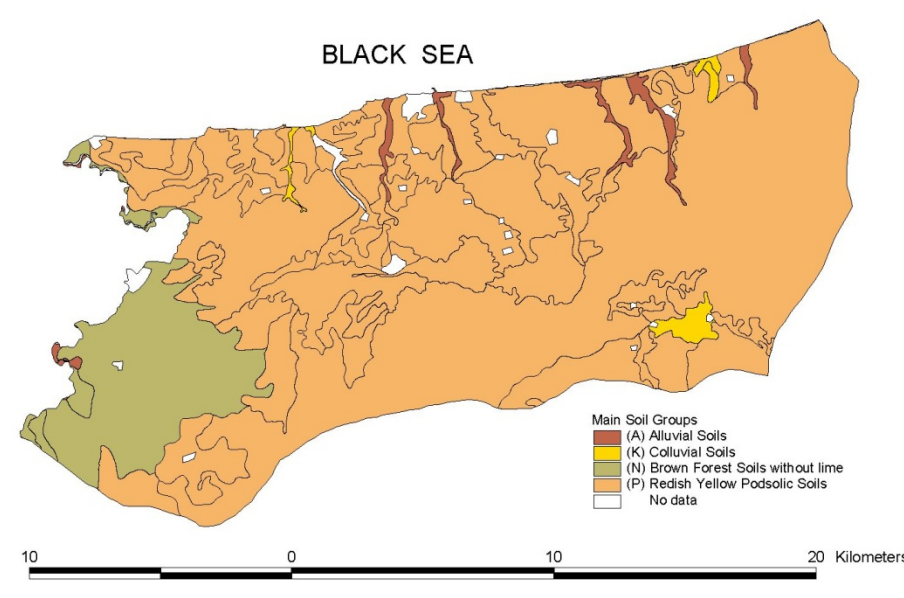 BLACK SEA
Main Soil Groups
(A) Alluvial Soils
(K) Colluvial Soils
(N) Brown Forest Soils without lime
(P) Redish Yellow Podsolic Soils
No data
10 0 10 20 Kilometers